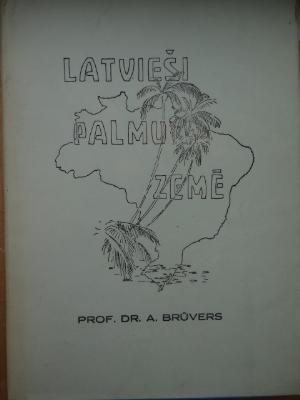 LATVIEŠI
PALMU
ZEMĒ
PROF. DR. A. BRŪVERS